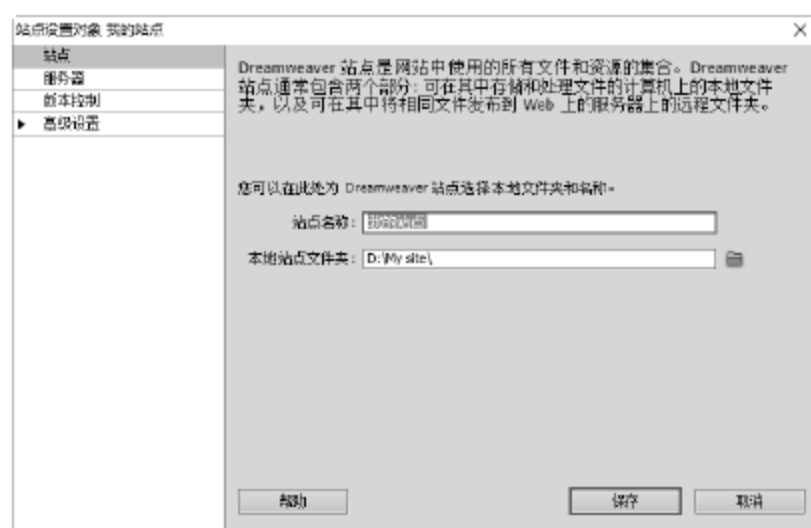 站点设置对象 我的站点
站点
服务器
版本控制
高级设置
Dreamweaver 站点是网站中使用的所有文件和资源的集合。Dreamweaver
站点通常包含两个部分: 可在其中存储和处理文件的计算机上的本地文件
夹，以及可在其中将相同文件发布到 Web 上的服务器上的远程文件夹。
您可以在此处为 Dreamweaver 站点选择本地文件夹和名称。
站点名称: 我的站点
本地站点文件夹: D:\My site\
帮助
保存
取消